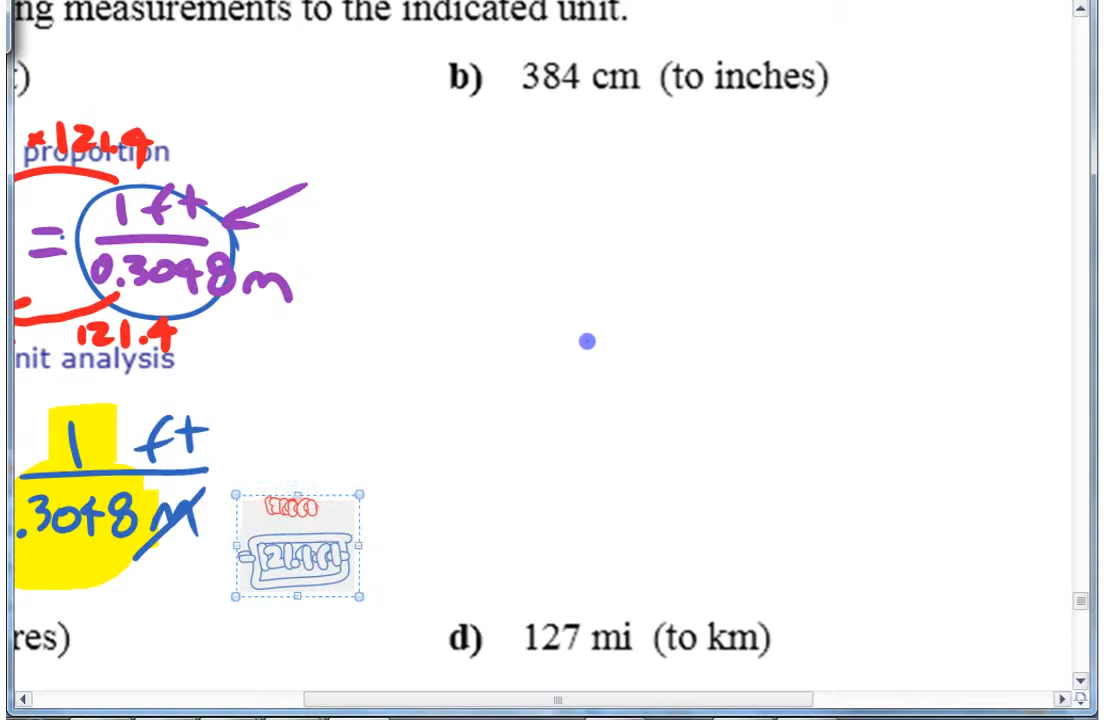 ng measurements to the indicated unit.
b) 384 cm (to inches)
×121.4
proportion
= 1 ft
0.3048 m
121.4
nit analysis
1 ft
.3048 m
res)
d) 127 mi (to km)